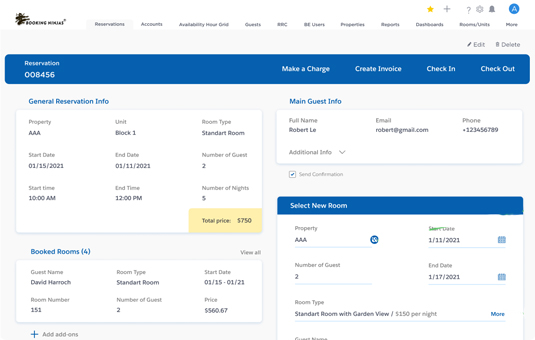 BOOKING NINJAS
Reservations Accounts Availability Hour Grid Guests RRC BE Users Properties Reports Dashboards Rooms/Units More
A
Edit Delete
Reservation
008456
Make a Charge Create Invoice Check In Check Out
General Reservation Info
Property Unit Room Type
AAA Block 1 Standart Room
Start Date End Date Number of Guest
01/15/2021 01/11/2021 2
Start time End Time Number of Nights
10:00 AM 12:00 PM 5
Total price: $750
Booked Rooms (4) View all
Guest Name Room Type Start Date
David Harroch Standart Room 01/15 - 01/21
Room Number Number of Guest Price
151 2 $560.67
Add add-ons
Main Guest Info
Full Name Email Phone
Robert Le robert@gmail.com +123456789
Additional Info
Send Confirmation
Select New Room
Property Start Date
AAA 1/11/2021
Number of Guest End Date
2 1/17/2021
Room Type
Standart Room with Garden View / $150 per night More
Guest Name